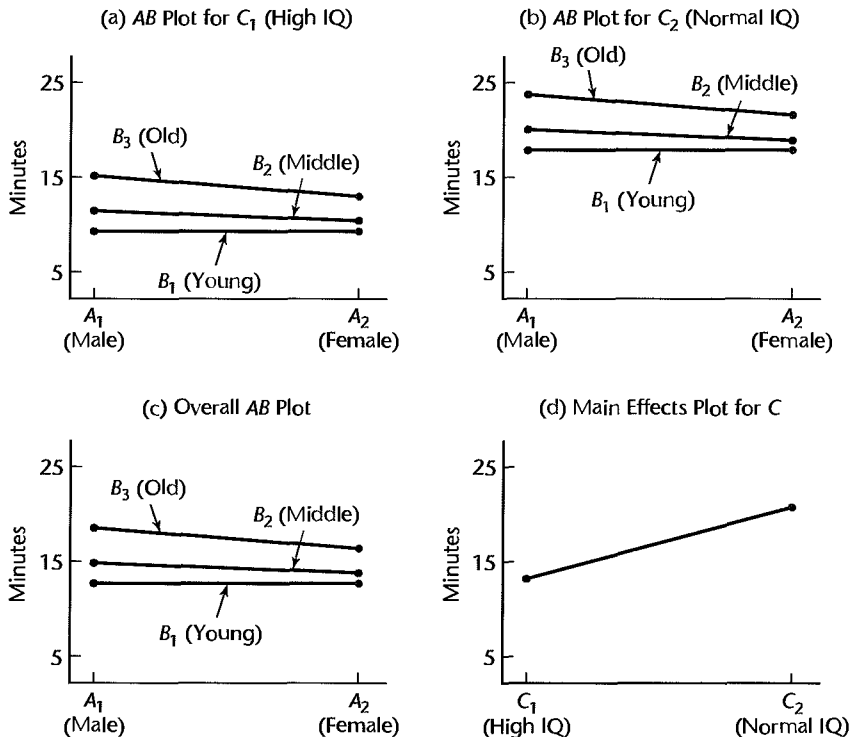 (a) AB Plot for C1 (High IQ)
Minutes
25
15
5
B3 (Old)
B2 (Middle)
B1 (Young)
A1
(Male)
A2
(Female)
(b) AB Plot for C2 (Normal IQ)
Minutes
25
15
5
B3 (Old)
B2 (Middle)
B1 (Young)
A1
(Male)
A2
(Female)
(c) Overall AB Plot
Minutes
25
15
5
B3 (Old)
B2 (Middle)
B1 (Young)
A1
(Male)
A2
(Female)
(d) Main Effects Plot for C
Minutes
25
15
5
C1
(High IQ)
C2
(Normal IQ)